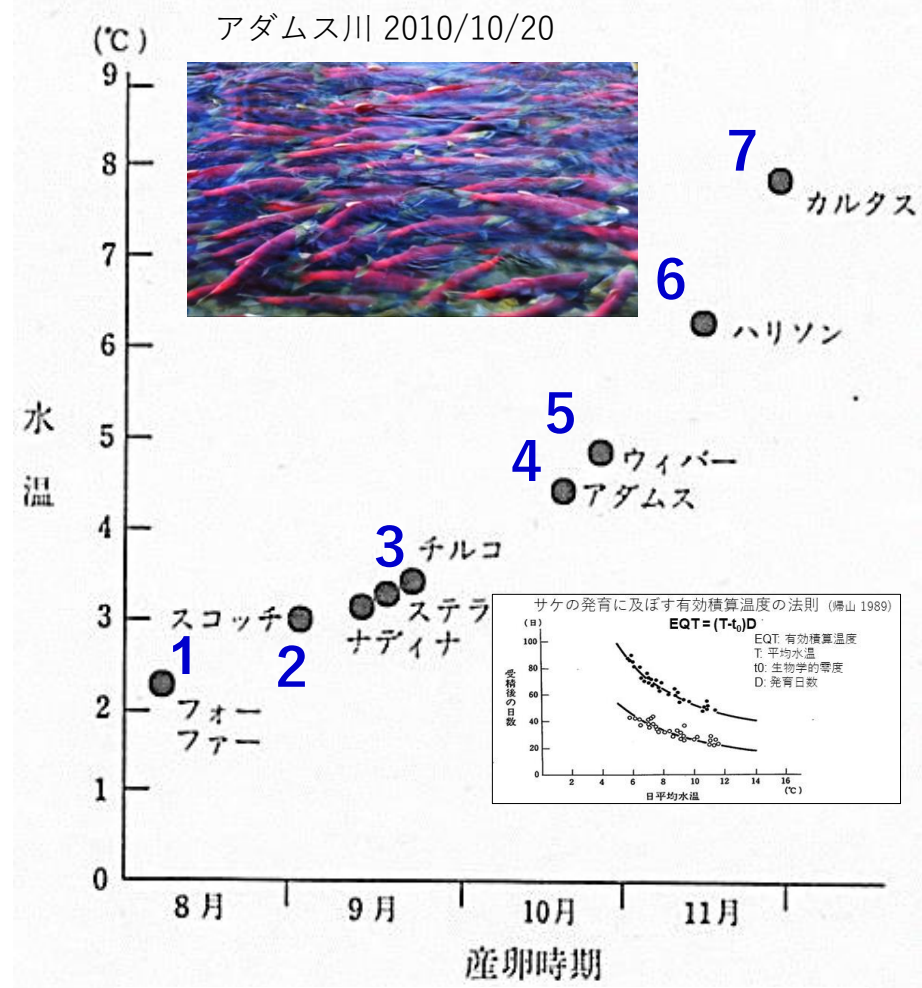 アダムス川 2010/10/20
(℃)
9
8
7
6
5
4
3
2
1
0
水温
7
カルタス
6
ハリソン
5
ウィバー
4
アダムス
3
チルコ
ステラ
ナディナ
スコッチ
2
1
フォー
ファー
サケの発育に及ぼす有効積算温度の法則 (帰山 1989)
EQT = (T-t₀)D
EQT: 有効積算温度
T: 平均水温
t0: 生物学的零度
D: 発育日数
(日)
100
80
60
40
20
0
受精後の日数
2 4 6 8 10 12 14 16
(℃)
日平均水温
8月 9月 10月 11月
産卵時期